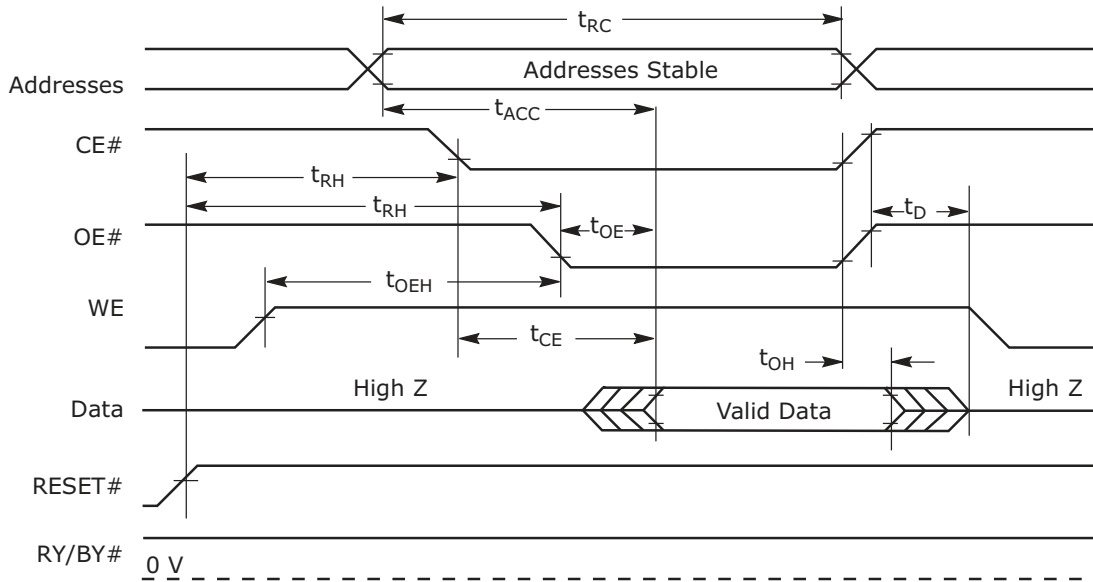 tRC
Addresses
Addresses Stable
tACC
CE#
tRH
tRH
OE#
tOE
tD
tOEH
WE
tCE
tOH
High Z
High Z
Data
Valid Data
RESET#
RY/BY#
0 V